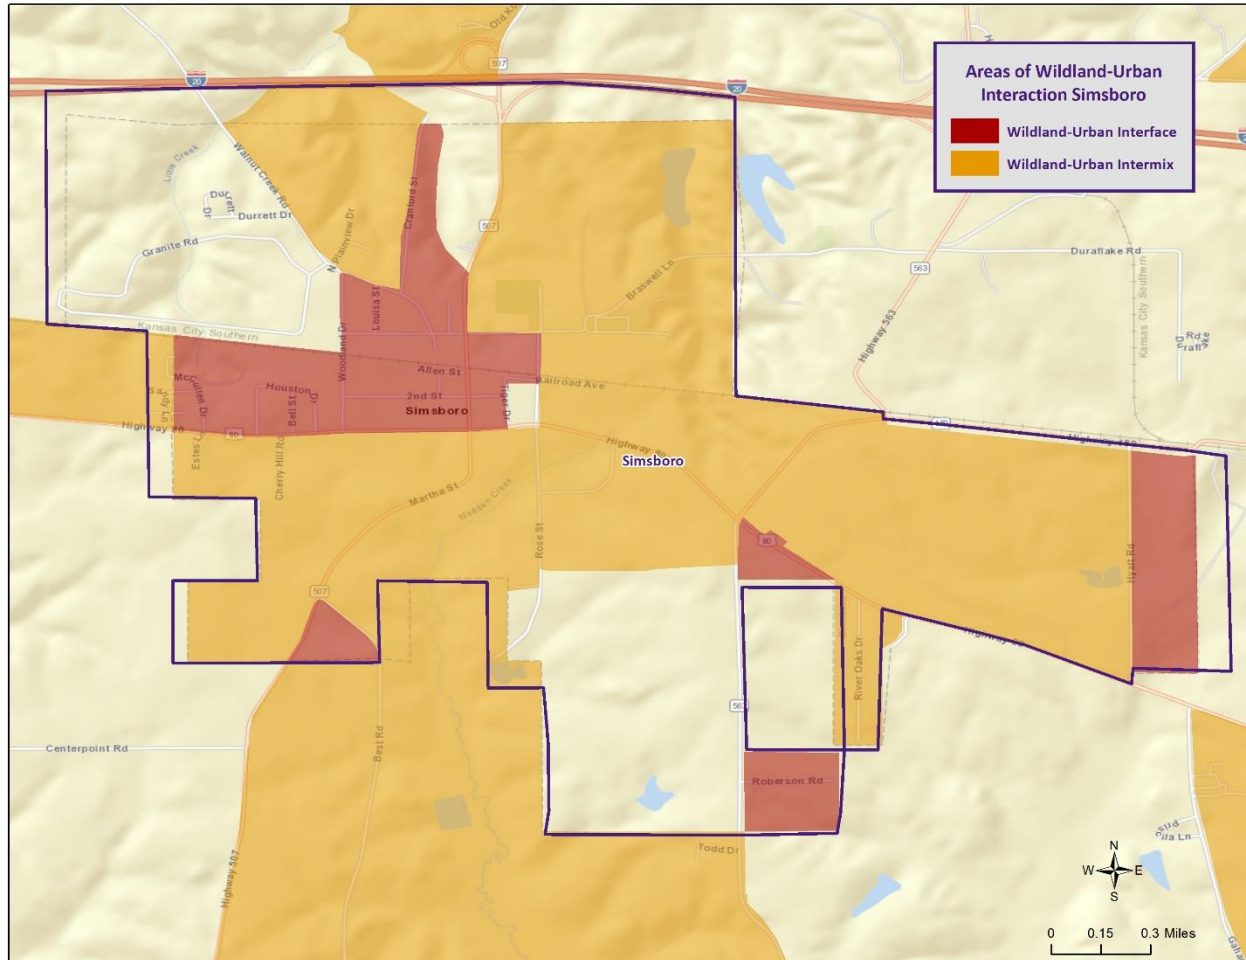 Old
507
20
20
Areas of Wildland-Urban
Interaction Simsboro
Wildland-Urban Interface
Wildland-Urban Intermix
Little Creek
Walnut Creek Rd
Cranford St
Durrett
Dr
Durrett Dr
N Plainview Dr
507
Granite Rd
Braswell Ln
Duraflake Rd
563
Kansas City Southern
Louisa St
Highway 563
Kansas City Southern
Woodland Dr
Allen St
Railroad Ave
Houston
Dr
2nd St
Simsboro
Bell St
Tiger Dr
Highway 80
80
Estes
Cherry Hill Rd
Highway 80
Simsboro
Martha St
Madden Creek
Rose St
80
Hyatt Rd
507
River Oaks Dr
Highway 80
563
Centerpoint Rd
Best Rd
Roberson Rd
Todd Dr
Highway 507
N
W
E
S
0
0.15
0.3 Miles